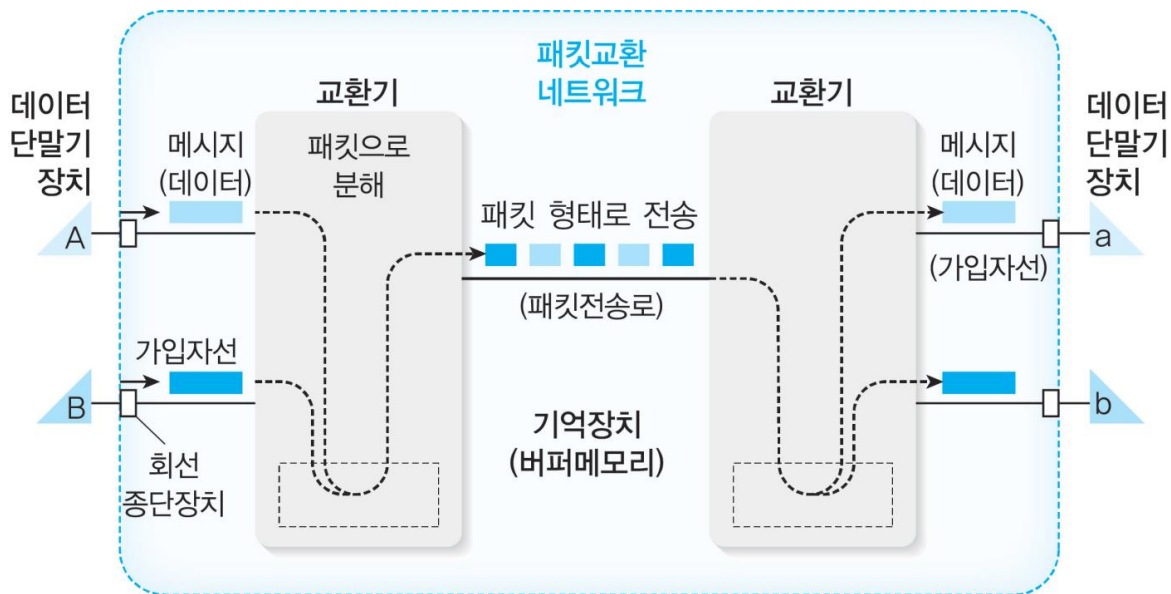 패킷교환
네트워크
데이터
단말기
장치
교환기
교환기
데이터
단말기
장치
메시지
(데이터)
패킷으로
분해
메시지
(데이터)
패킷 형태로 전송
A
a
(가입자선)
(패킷전송로)
가입자선
B
b
기억장치
(버퍼메모리)
회선
종단장치